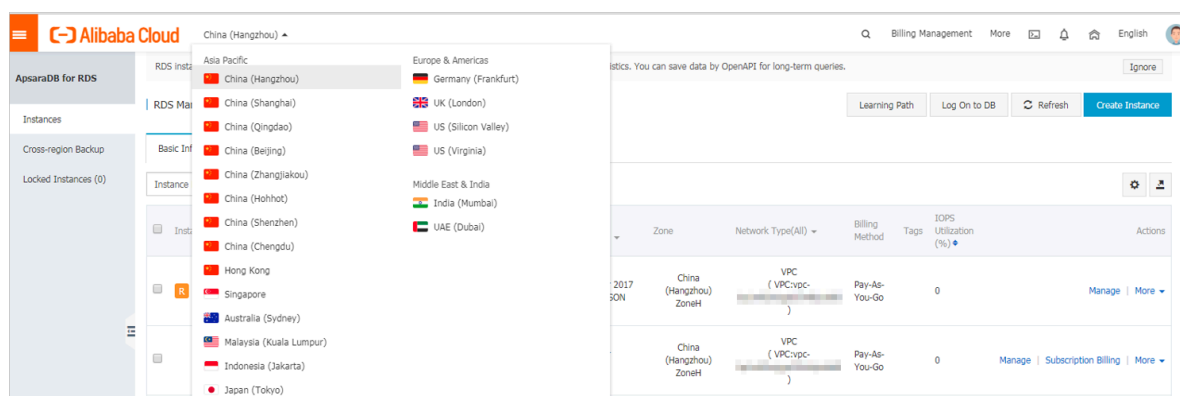 Alibaba Cloud
China (Hangzhou)
Billing Management
More
English
ApsaraDB for RDS
Instances
Cross-region Backup
Locked Instances (0)
RDS insta
istics. You can save data by OpenAPI for long-term queries.
Ignore
RDS Ma
Learning Path
Log On to DB
Refresh
Create Instance
Basic Inf
Instance
Asia Pacific
China (Hangzhou)
China (Shanghai)
China (Qingdao)
China (Beijing)
China (Zhangjiakou)
China (Hohhot)
China (Shenzhen)
China (Chengdu)
Hong Kong
Singapore
Australia (Sydney)
Malaysia (Kuala Lumpur)
Indonesia (Jakarta)
Japan (Tokyo)
Europe & Americas
Germany (Frankfurt)
UK (London)
US (Silicon Valley)
US (Virginia)
Middle East & India
India (Mumbai)
UAE (Dubai)
Insta
Zone
Network Type(All)
Billing
Method
Tags
IOPS
Utilization
(%)
Actions
R
2017
SON
China
(Hangzhou)
ZoneH
VPC
( VPC:vpc-
)
Pay-As-
You-Go
0
Manage | More
China
(Hangzhou)
ZoneH
VPC
( VPC:vpc-
)
Pay-As-
You-Go
0
Manage | Subscription Billing | More